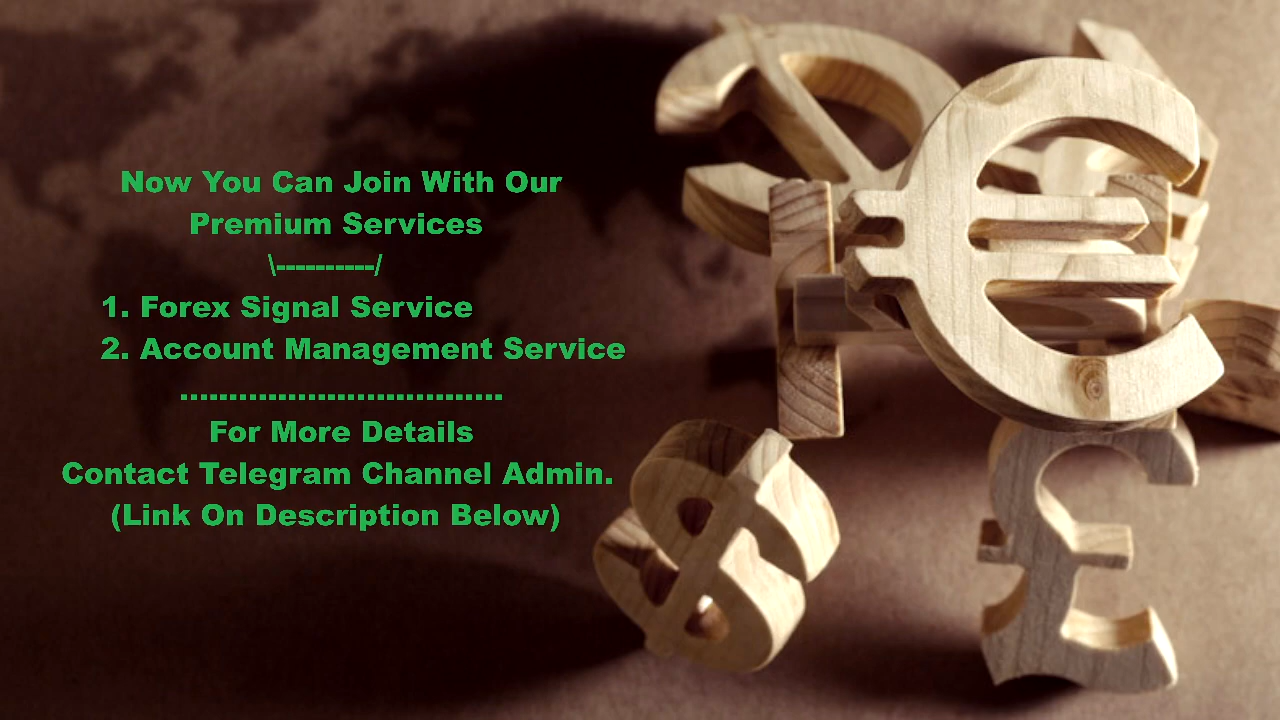 Now You Can Join With Our
Premium Services
\----------/
1. Forex Signal Service
2. Account Management Service
.................................
For More Details
Contact Telegram Channel Admin.
(Link On Description Below)